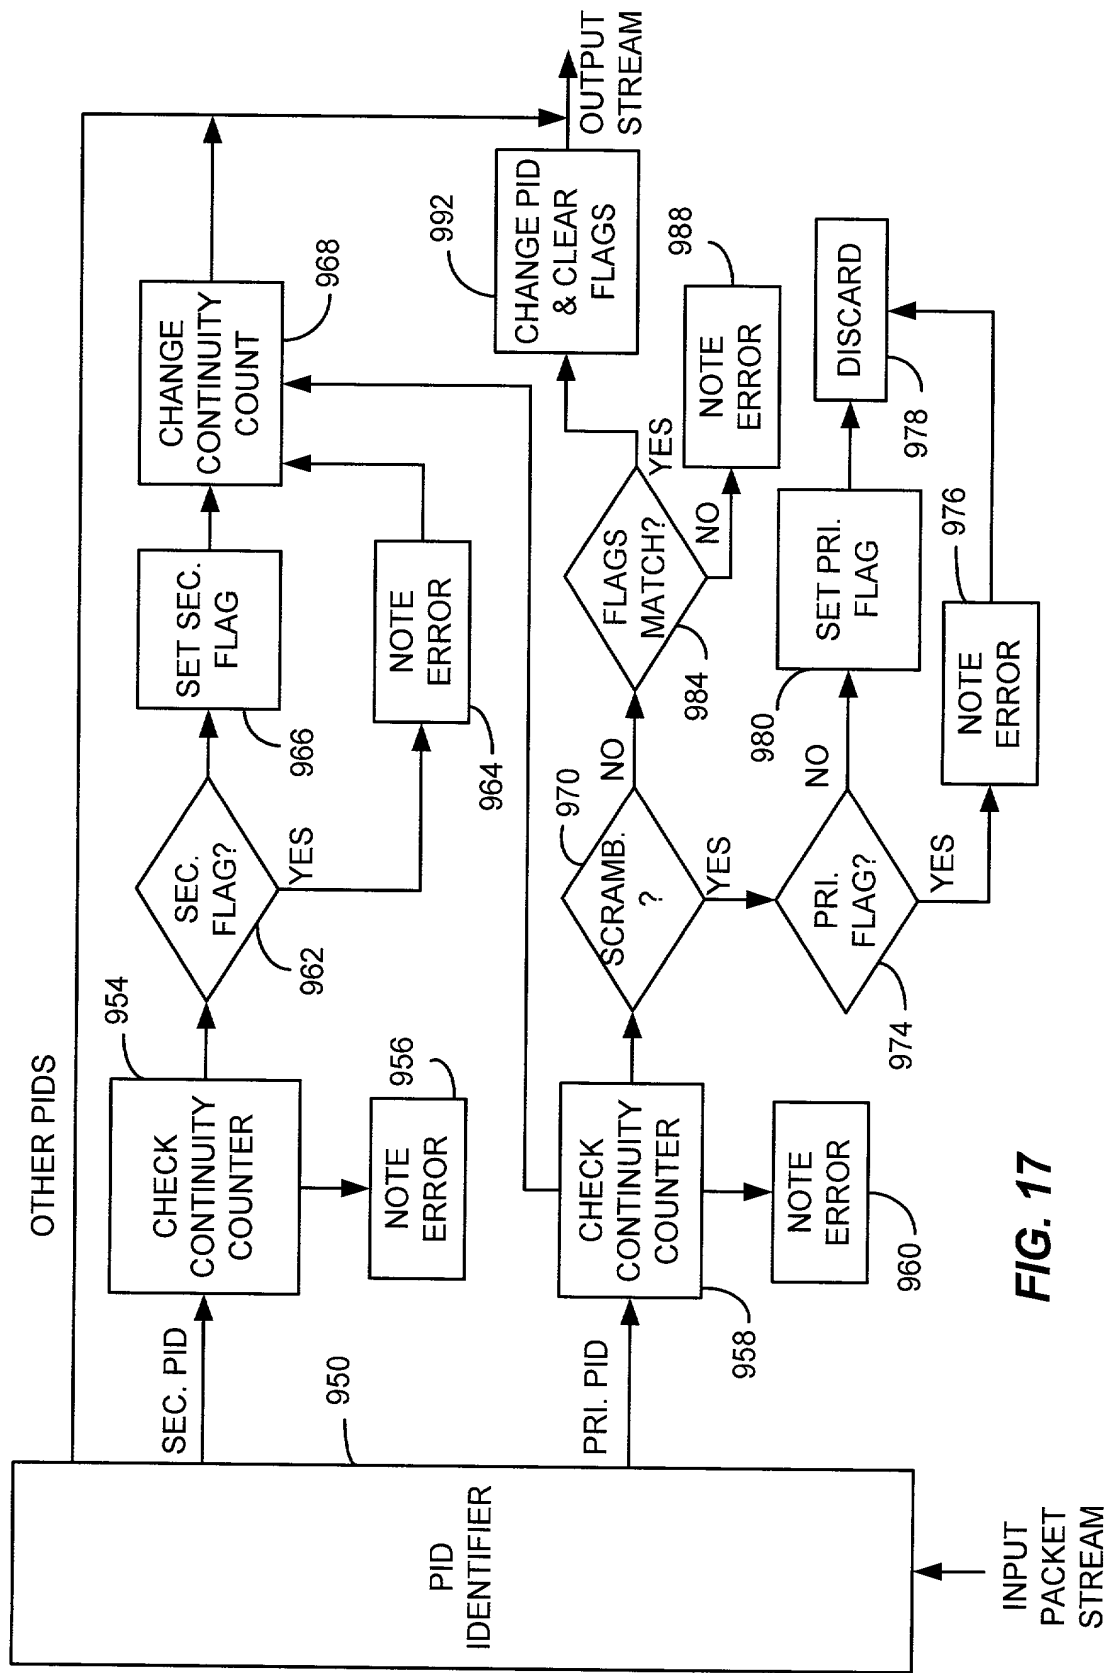 OTHER PIDS
PID
IDENTIFIER
950
INPUT
PACKET
STREAM
SEC. PID
CHECK
CONTINUITY
COUNTER
954
NOTE
ERROR
956
SEC.
FLAG?
962
YES
SET SEC.
FLAG
966
NOTE
ERROR
964
CHANGE
CONTINUITY
COUNT
968
PRI. PID
CHECK
CONTINUITY
COUNTER
958
NOTE
ERROR
960
SCRAMB.
?
970
NO
YES
FLAGS
MATCH?
984
YES
NO
CHANGE PID
& CLEAR
FLAGS
992
OUTPUT
STREAM
NOTE
ERROR
988
PRI.
FLAG?
974
NO
YES
SET PRI.
FLAG
980
DISCARD
978
NOTE
ERROR
976
FIG. 17